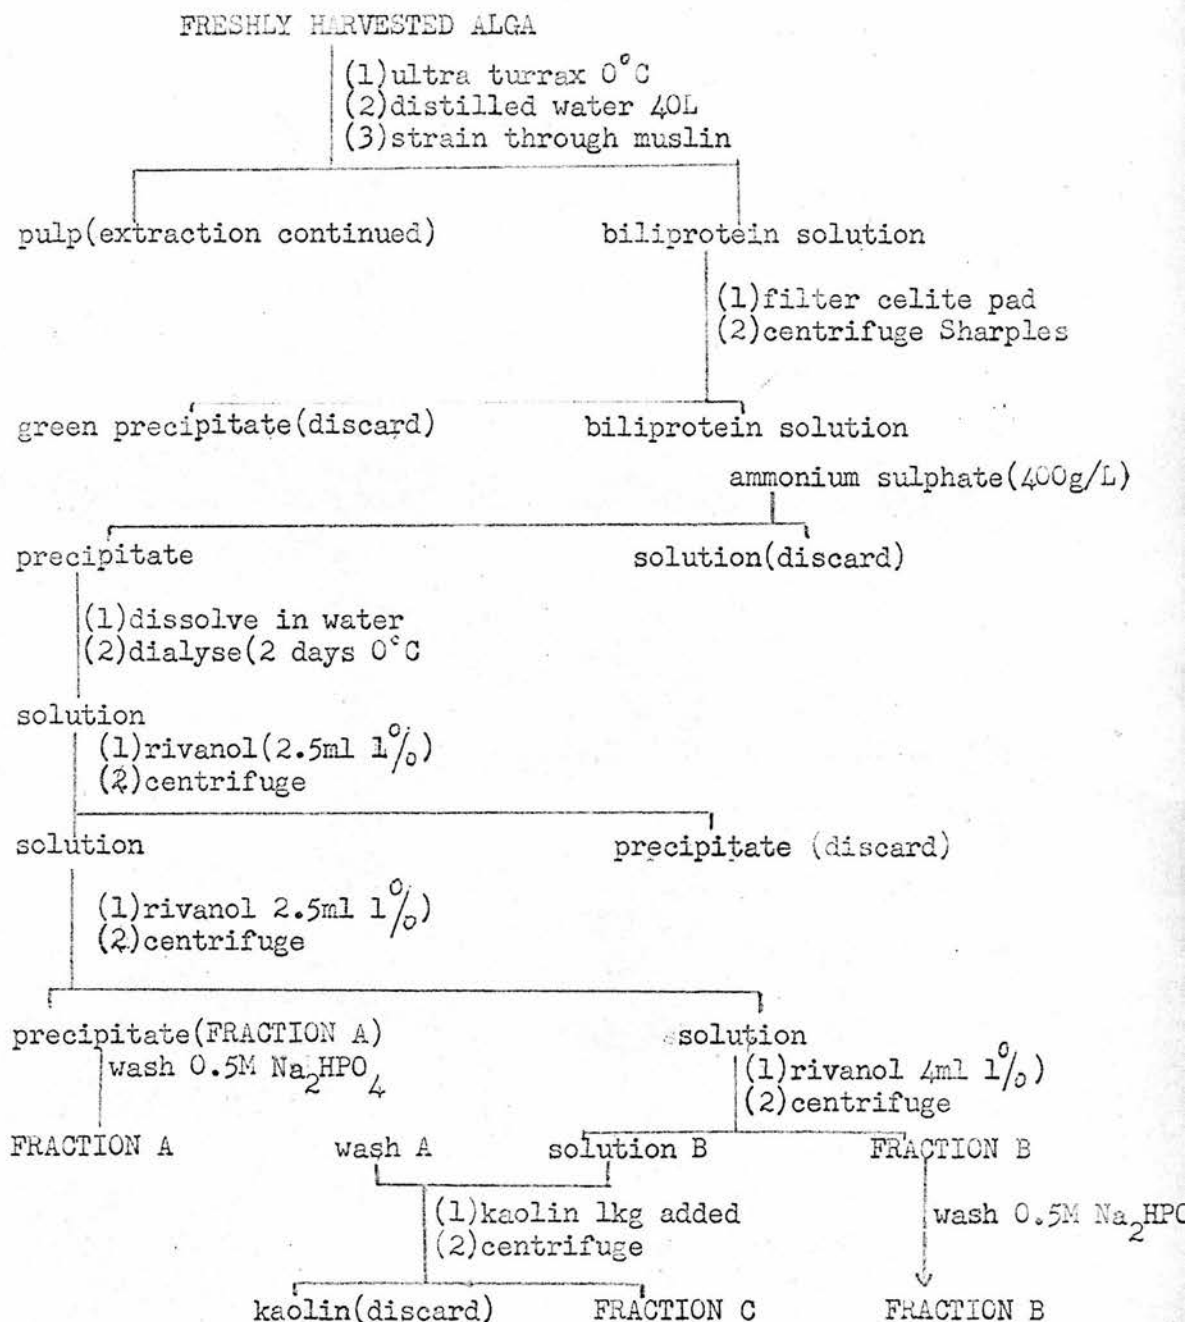 FRESHLY HARVESTED ALGA
(1)ultra turrax 0°C
(2)distilled water 40L
(3)strain through muslin
pulp(extraction continued) biliprotein solution
(1)filter celite pad
(2)centrifuge Sharples
green precipitate(discard) biliprotein solution
ammonium sulphate(400g/L)
precipitate solution(discard)
(1)dissolve in water
(2)dialyse(2 days 0°C
solution
(1)rivanol(2.5ml 1%)
(2)centrifuge
solution precipitate (discard)
(1)rivanol 2.5ml 1%)
(2)centrifuge
precipitate(FRACTION A) solution
wash 0.5M Na2HPO4 (1)rivanol 4ml 1%)
(2)centrifuge
FRACTION A wash A solution B FRACTION B
(1)kaolin 1kg added wash 0.5M Na2HPO
(2)centrifuge
kaolin(discard) FRACTION C FRACTION B